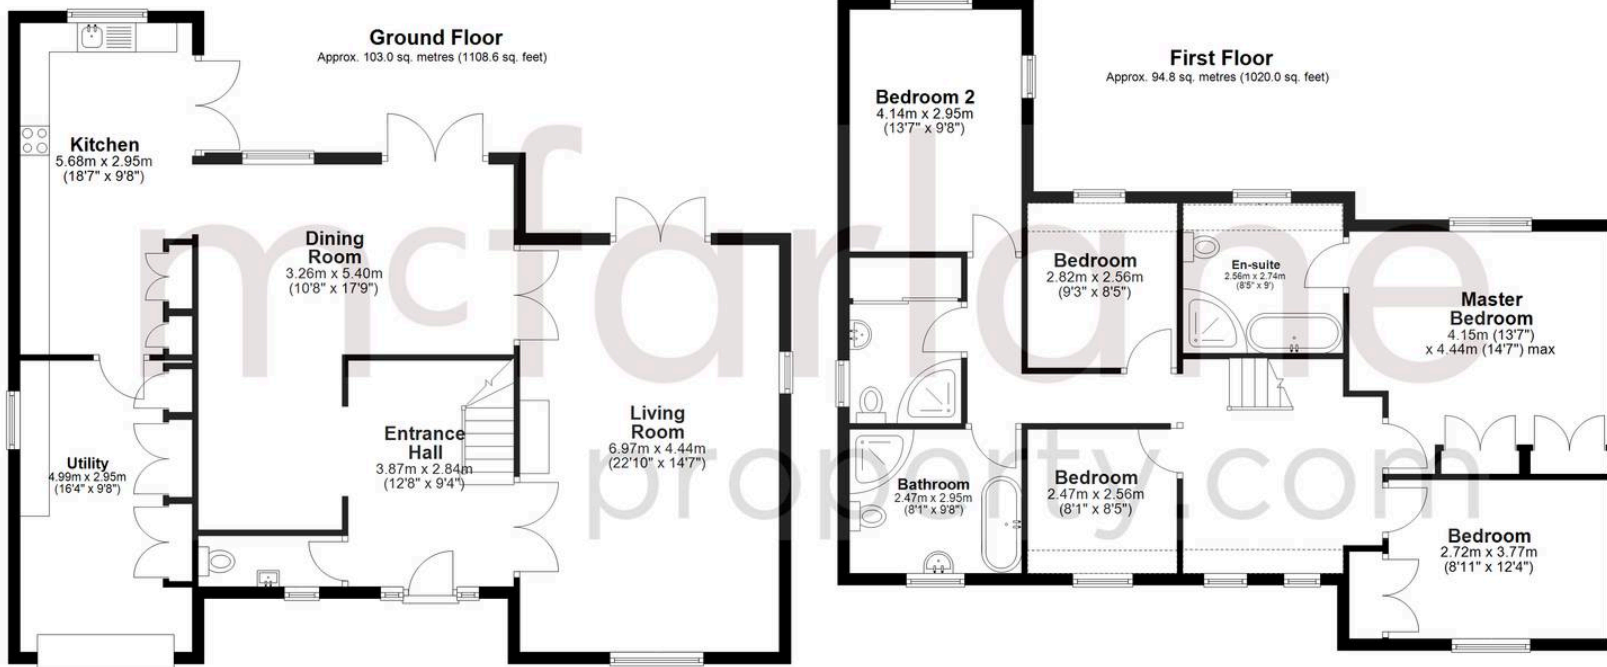 Ground Floor
Approx. 103.0 sq. metres (1108.6 sq. feet)
Kitchen
5.68m x 2.95m
(18'7" x 9'8")
Dining
Room
3.26m x 5.40m
(10'8" x 17'9")
Living
Room
6.97m x 4.44m
(22'10" x 14'7")
Entrance
Hall
3.87m x 2.84m
(12'8" x 9'4")
Utility
4.99m x 2.95m
(16'4" x 9'8")
First Floor
Approx. 94.8 sq. metres (1020.0 sq. feet)
Bedroom 2
4.14m x 2.95m
(13'7" x 9'8")
Bedroom
2.82m x 2.56m
(9'3" x 8'5")
En-suite
2.56m x 2.74m
(8'5" x 9')
Master
Bedroom
4.15m (13'7")
x 4.44m (14'7") max
Bathroom
2.47m x 2.95m
(8'1" x 9'8")
Bedroom
2.47m x 2.56m
(8'1" x 8'5")
Bedroom
2.72m x 3.77m
(8'11" x 12'4")
mcfarlane
property.com